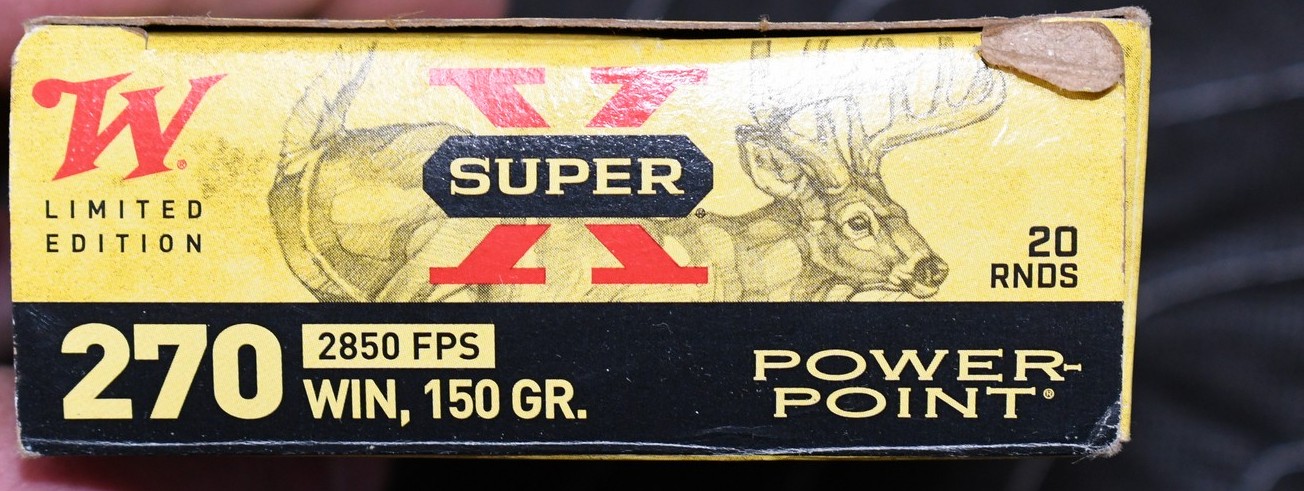 W®
LIMITED
EDITION
X
SUPER®
20
RNDS
270
2850 FPS
WIN, 150 GR.
POWER-
POINT®